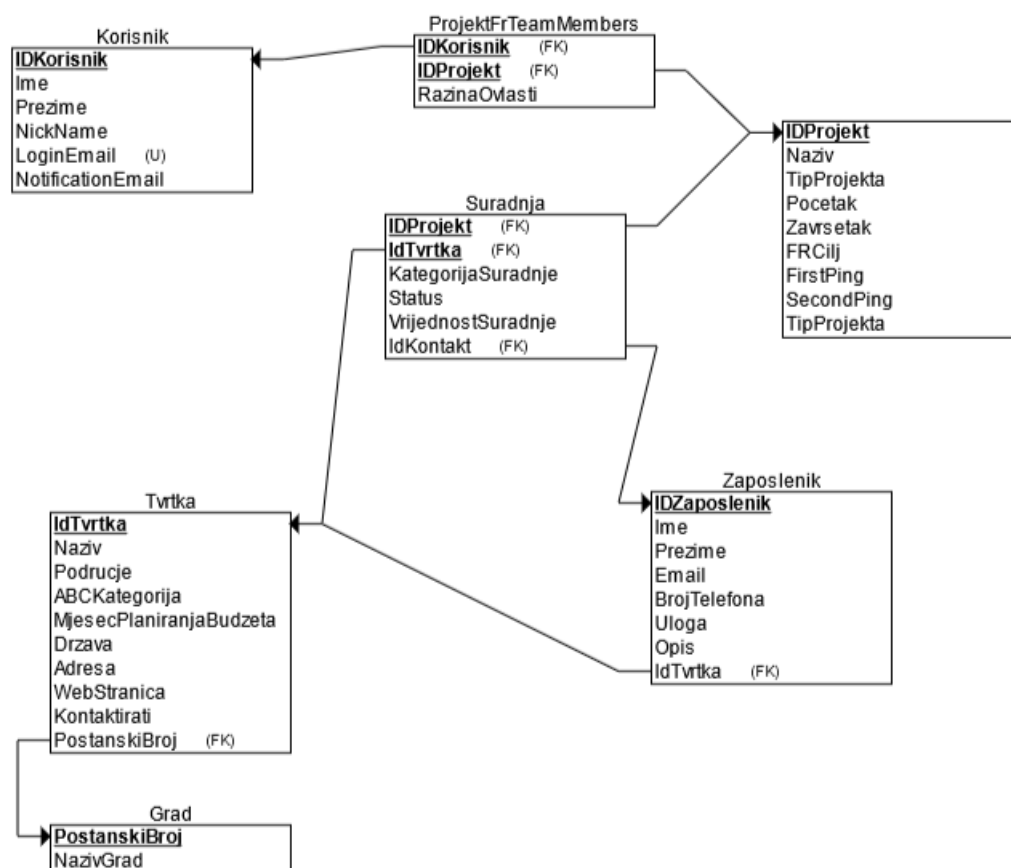 Korisnik
IDKorisnik
Ime
Prezime
NickName
LoginEmail (U)
NotificationEmail
ProjektFrTeamMembers
IDKorisnik (FK)
IDProjekt (FK)
RazinaOvlasti
IDProjekt
Naziv
TipProjekta
Pocetak
Zavrsetak
FRCilj
FirstPing
SecondPing
TipProjekta
Suradnja
IDProjekt (FK)
IdTvrtka (FK)
KategorijaSuradnje
Status
VrijednostSuradnje
IdKontakt (FK)
Zaposlenik
IDZaposlenik
Ime
Prezime
Email
BrojTelefona
Uloga
Opis
IdTvrtka (FK)
Tvrtka
IdTvrtka
Naziv
Podrucje
ABCKategorija
MjesecPlaniranjaBudzeta
Drzava
Adresa
WebStranica
Kontaktirati
PostanskiBroj (FK)
Grad
PostanskiBroj
NazivGrad